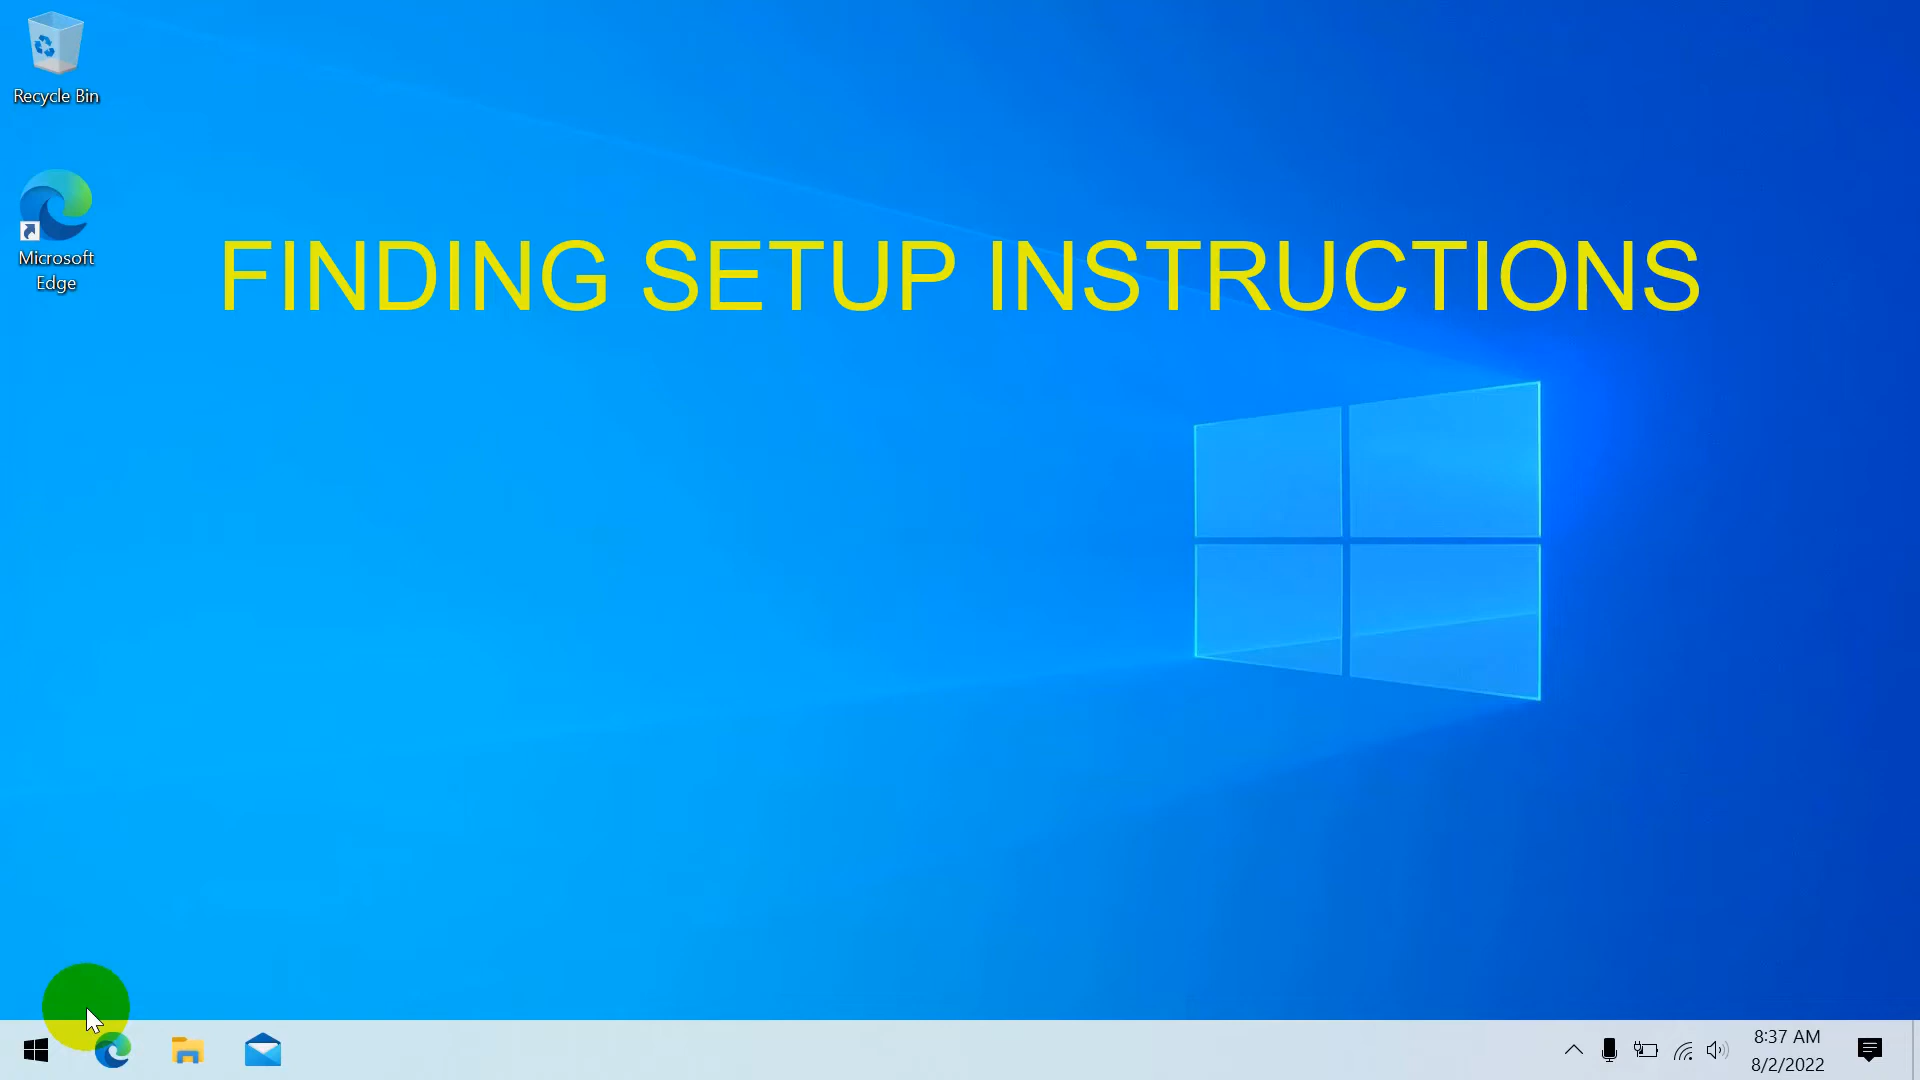 Recycle Bin
Microsoft
Edge
FINDING SETUP INSTRUCTIONS
8:37 AM
8/2/2022